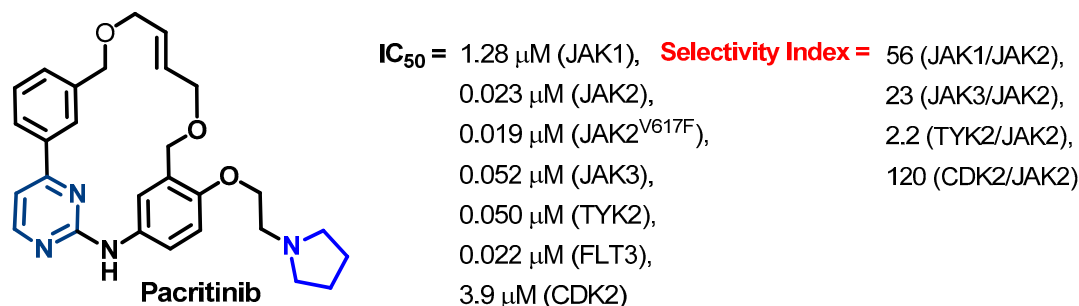 O
O
O
N
N
N
H
N
Pacritinib
IC50 = 1.28 μM (JAK1),
0.023 μM (JAK2),
0.019 μM (JAK2V617F),
0.052 μM (JAK3),
0.050 μM (TYK2),
0.022 μM (FLT3),
3.9 μM (CDK2)
Selectivity Index = 56 (JAK1/JAK2),
23 (JAK3/JAK2),
2.2 (TYK2/JAK2),
120 (CDK2/JAK2)